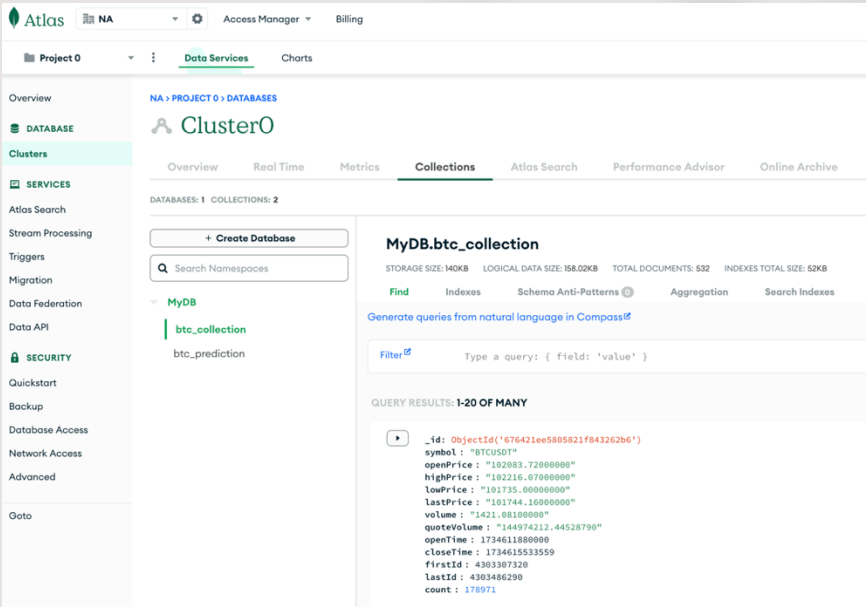 Atlas
NA
Access Manager
Billing
Project 0
Data Services
Charts
Overview
DATABASE
Clusters
SERVICES
Atlas Search
Stream Processing
Triggers
Migration
Data Federation
Data API
SECURITY
Quickstart
Backup
Database Access
Network Access
Advanced
Goto
NA > PROJECT 0 > DATABASES
Cluster0
Overview Real Time Metrics Collections Atlas Search Performance Advisor Online Archive
DATABASES: 1 COLLECTIONS: 2
+ Create Database
Search Namespaces
MyDB
btc_collection
btc_prediction
MyDB.btc_collection
STORAGE SIZE: 140KB LOGICAL DATA SIZE: 158.02KB TOTAL DOCUMENTS: 532 INDEXES TOTAL SIZE: 52KB
Find Indexes Schema Anti-Patterns 0 Aggregation Search Indexes
Generate queries from natural language in Compass
Filter
Type a query: { field: 'value' }
QUERY RESULTS: 1-20 OF MANY
_id: ObjectId('676421ee5805821f843262b6')
symbol : "BTCUSDT"
openPrice : "102083.72000000"
highPrice : "102216.07000000"
lowPrice : "101735.00000000"
lastPrice : "101744.16000000"
volume : "1421.08100000"
quoteVolume : "144974212.44528790"
openTime : 1734611880000
closeTime : 1734615533559
firstId : 4303307320
lastId : 4303486290
count : 178971